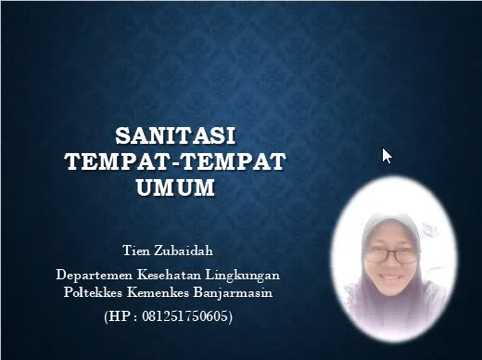 SANITASI
TEMPAT-TEMPAT
UMUM
Tien Zubaidah
Departemen Kesehatan Lingkungan
Poltekkes Kemenkes Banjarmasin
(HP : 081251750605)